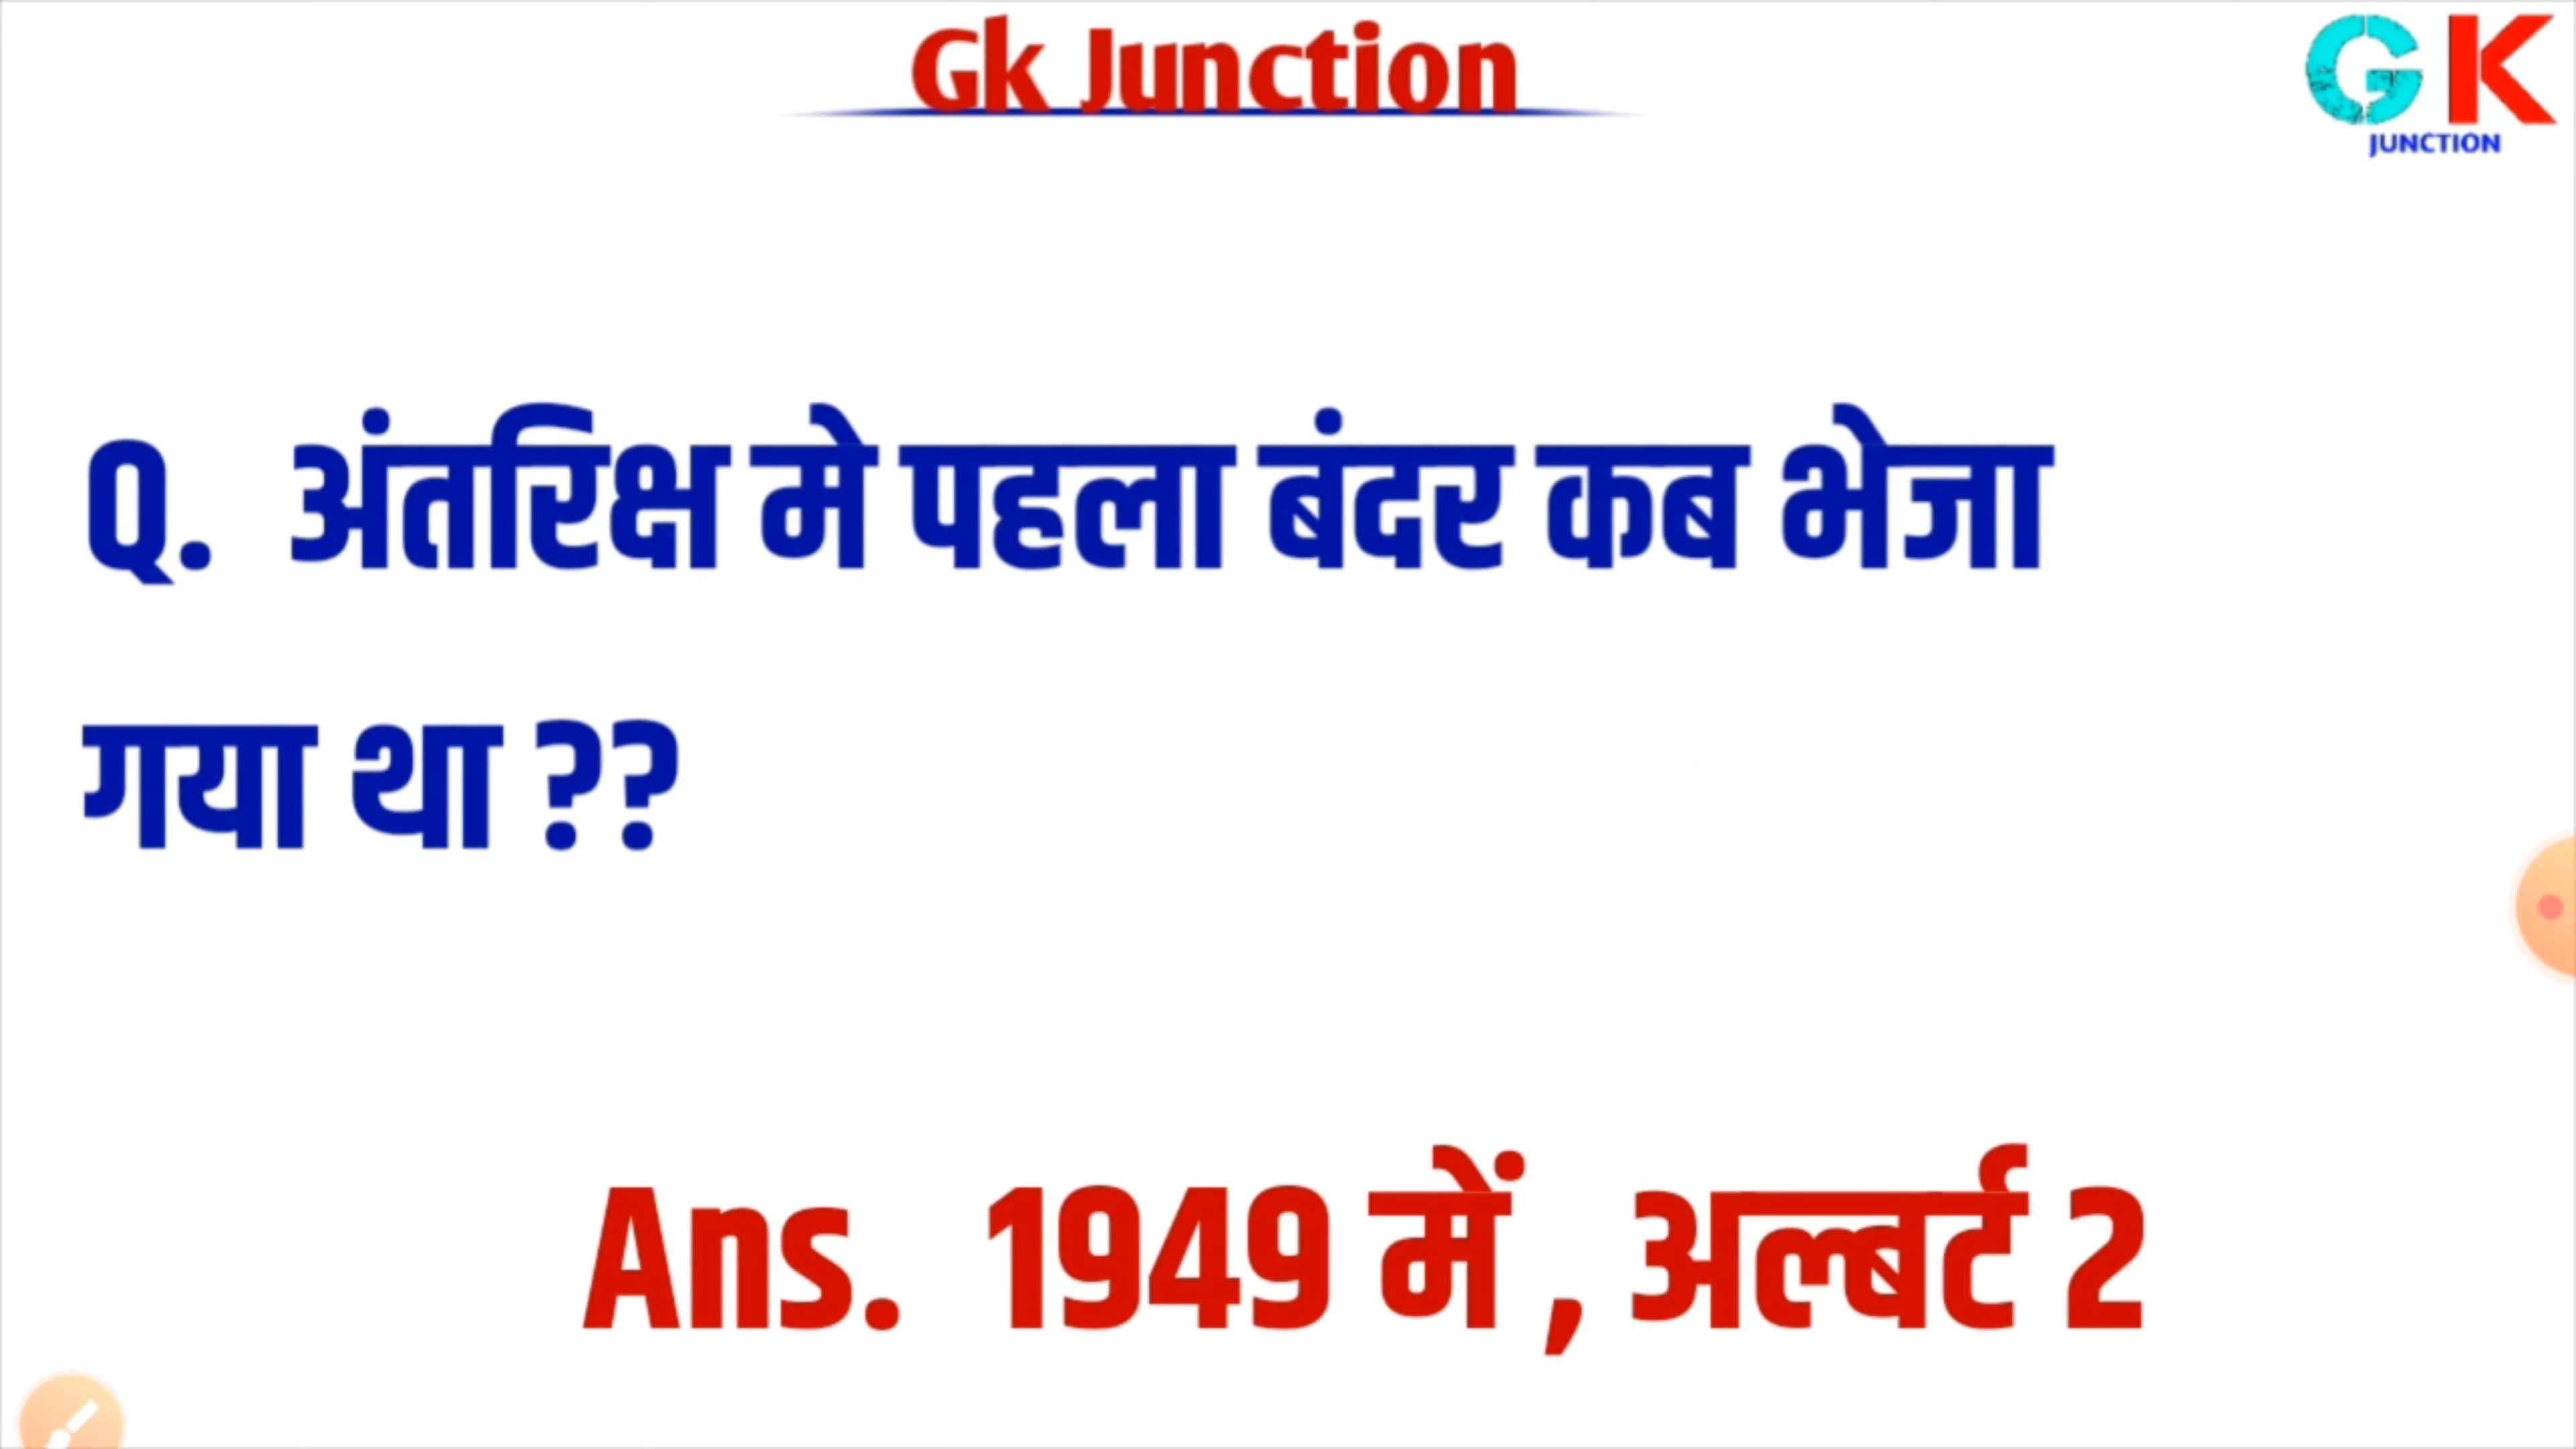 Gk Junction
GK
JUNCTION
Q. अंतरिक्ष मे पहला बंदर कब भेजा
गया था ??
Ans. 1949 में , अल्बर्ट 2